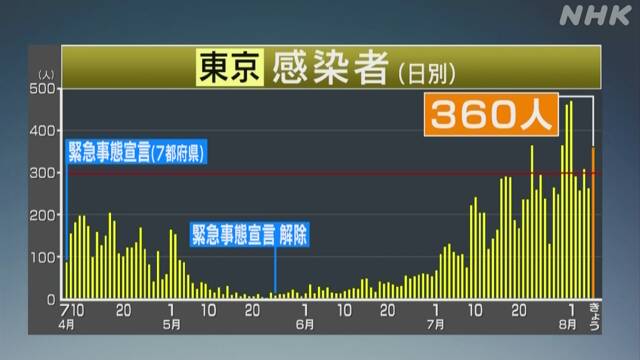 NHK
東京 感染者(日別)
(人)
500
400
300
200
100
0
360人
緊急事態宣言(7都府県)
緊急事態宣言 解除
7 10 20 1 10 20 1 10 20 1 10 20 1 きょう
4月 5月 6月 7月 8月